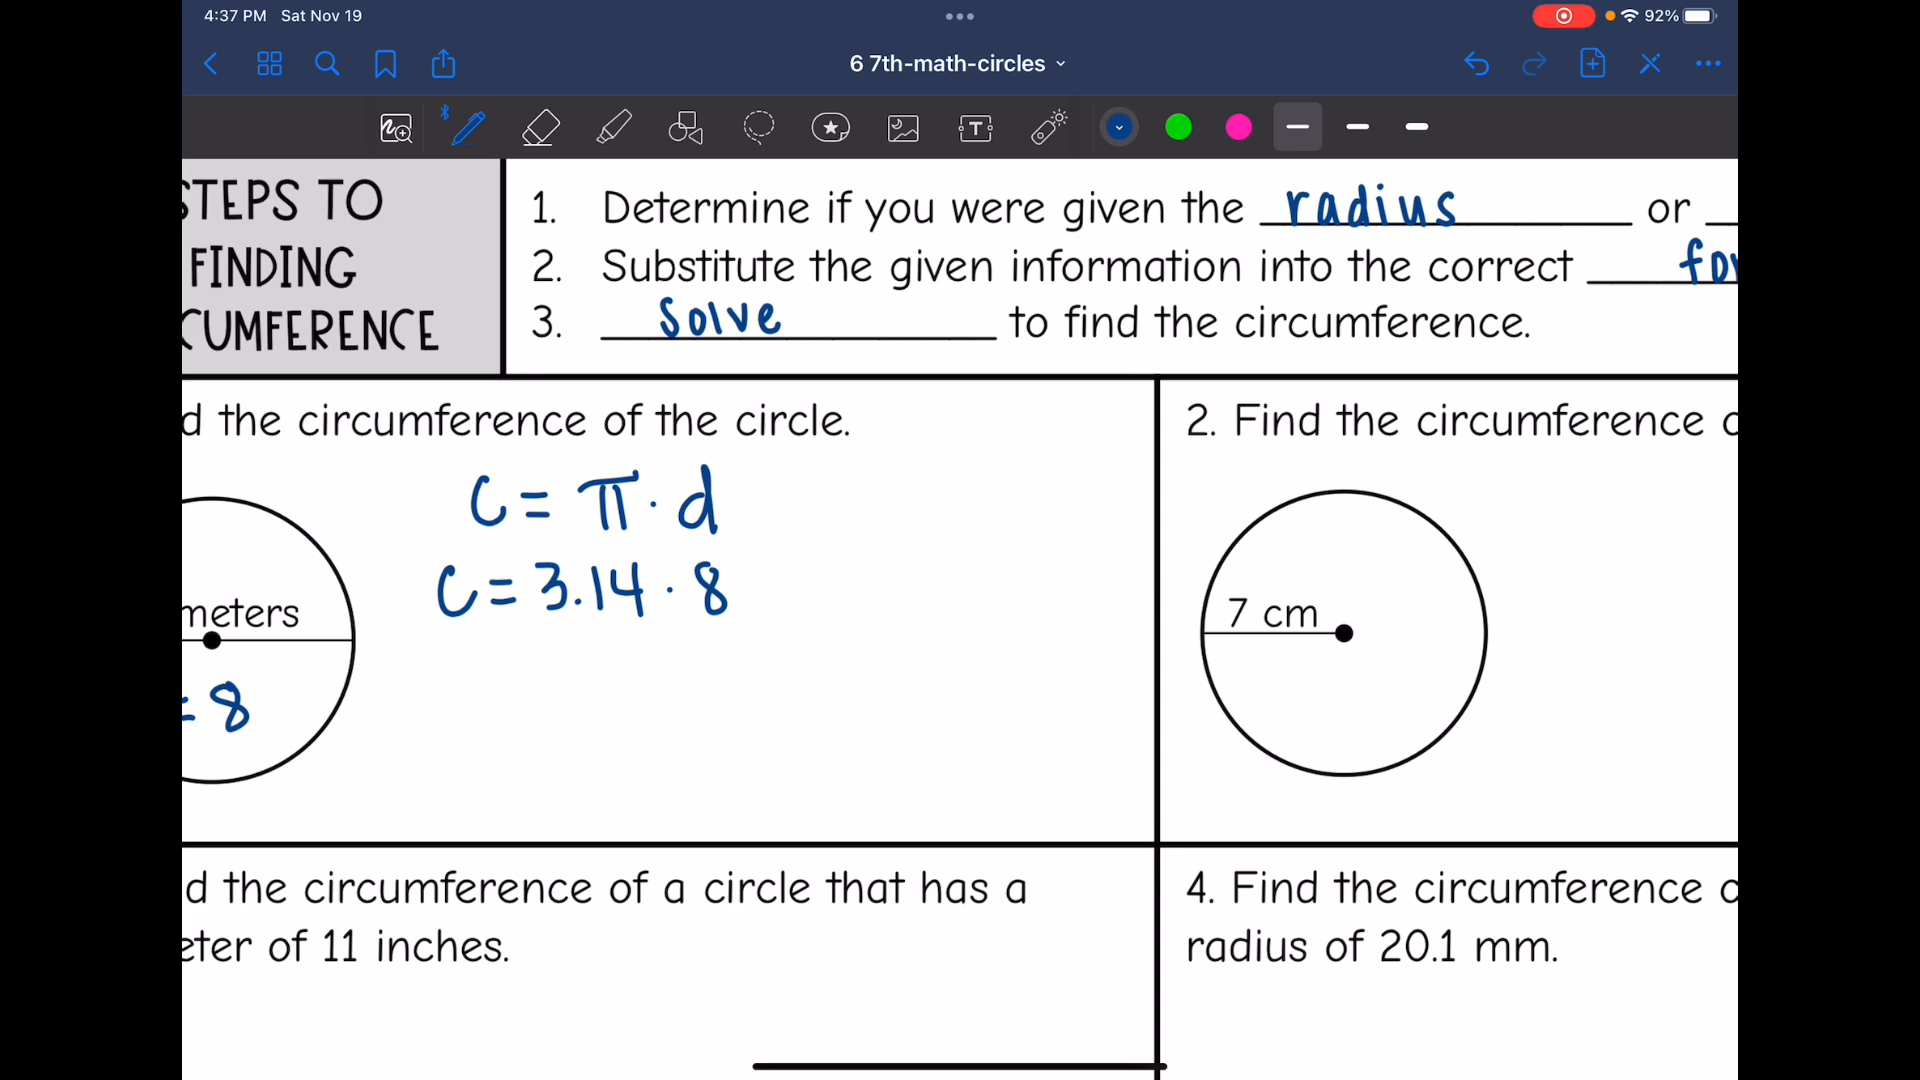 4:37 PM Sat Nov 19
92%
6 7th-math-circles
STEPS TO
FINDING
CUMFERENCE
1. Determine if you were given the radius or
2. Substitute the given information into the correct for
3. solve to find the circumference.
d the circumference of the circle.
C = π · d
C = 3.14 · 8
meters
= 8
2. Find the circumference
7 cm
d the circumference of a circle that has a
eter of 11 inches.
4. Find the circumference
radius of 20.1 mm.